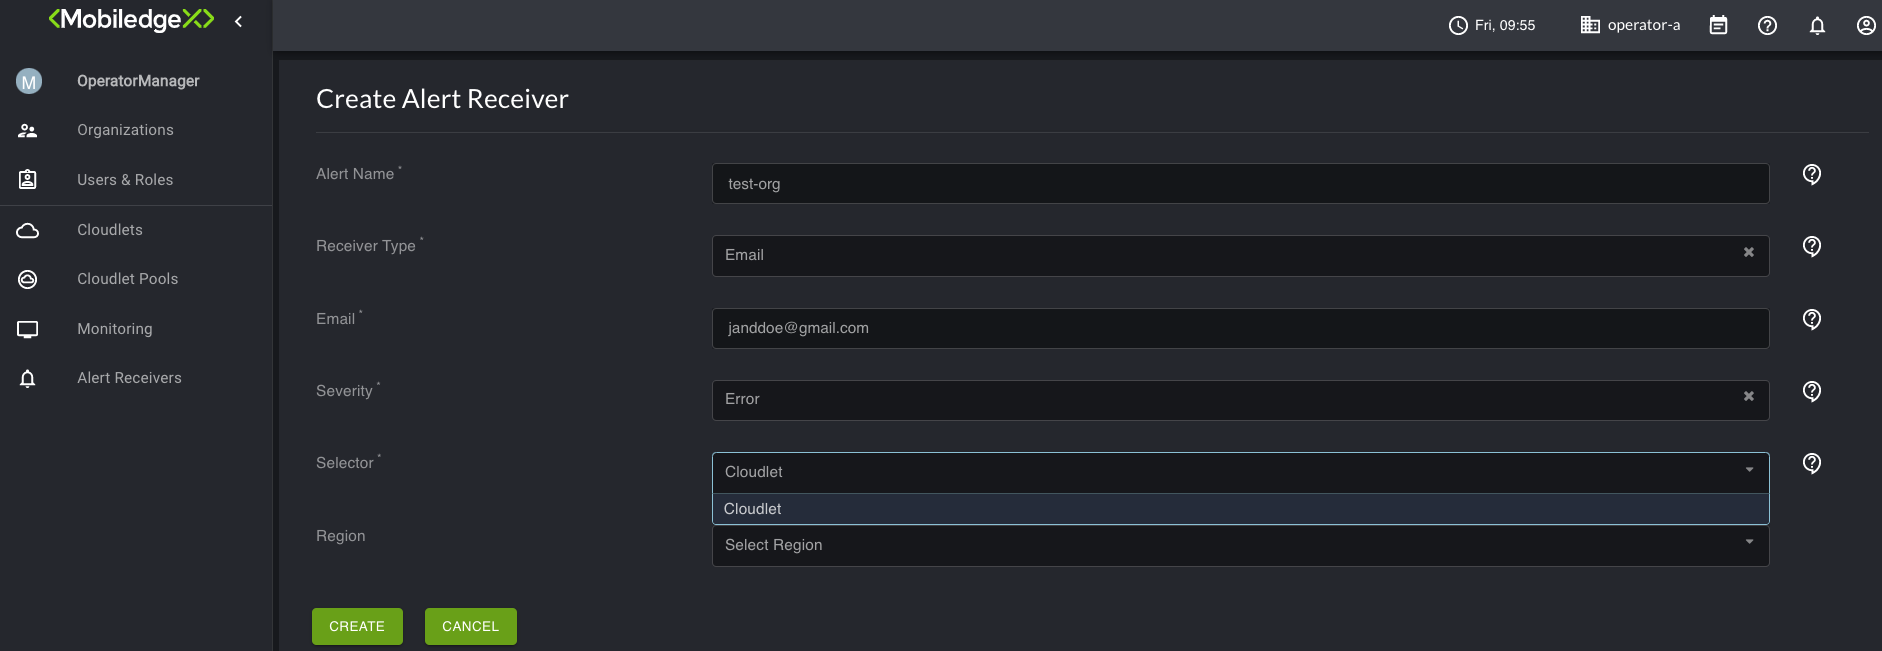 <MobiledgeX>
Fri, 09:55
operator-a
M
OperatorManager
Organizations
Users & Roles
Cloudlets
Cloudlet Pools
Monitoring
Alert Receivers
Create Alert Receiver
Alert Name *
test-org
Receiver Type *
Email
Email *
janddoe@gmail.com
Severity *
Error
Selector *
Cloudlet
Cloudlet
Region
Select Region
CREATE
CANCEL